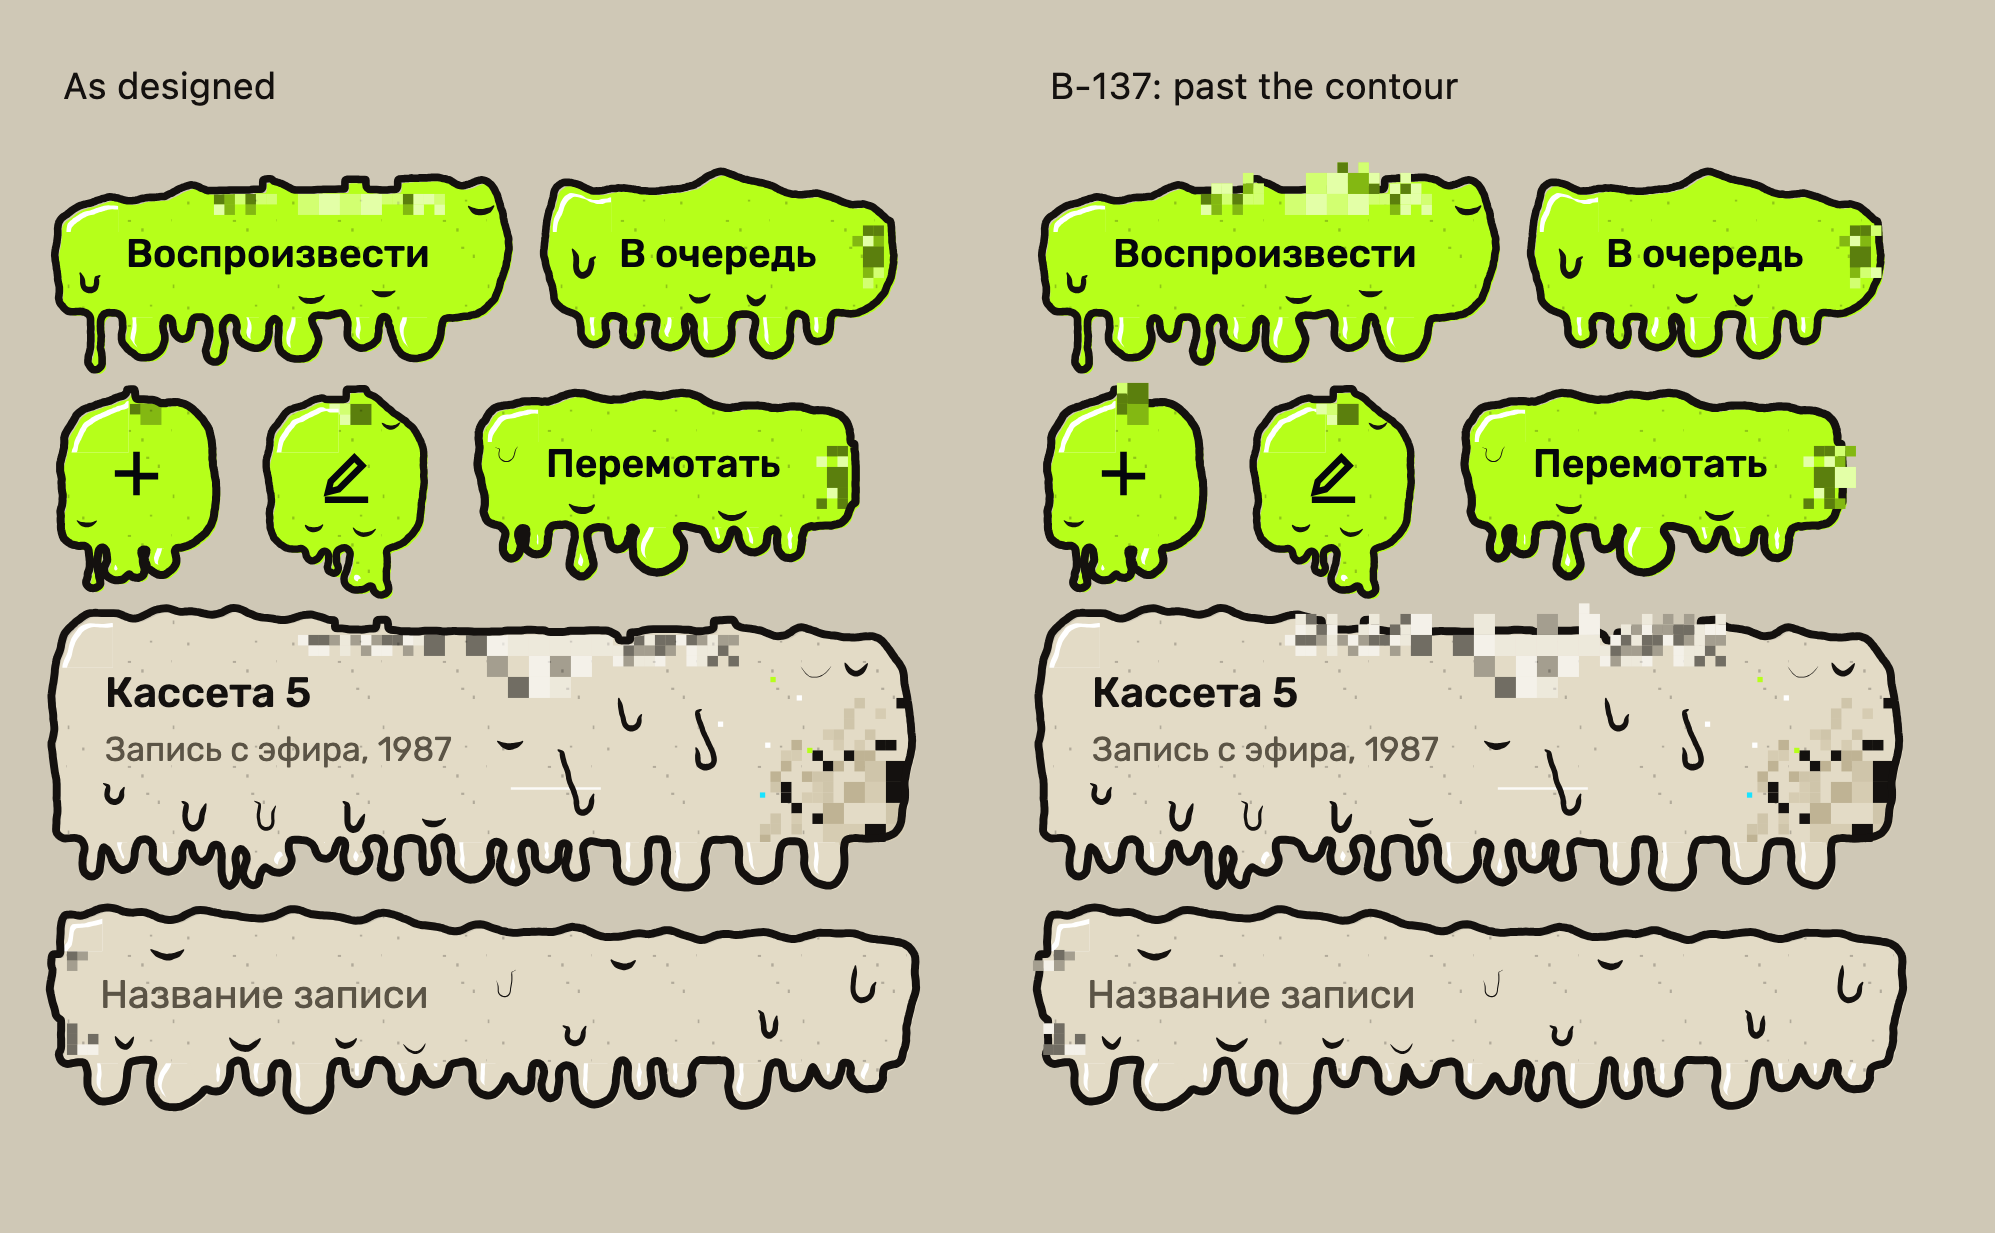 As designed
B-137: past the contour
Воспроизвести
В очередь
Воспроизвести
В очередь
Перемотать
Перемотать
Кассета 5
Запись с эфира, 1987
Кассета 5
Запись с эфира, 1987
Название записи
Название записи